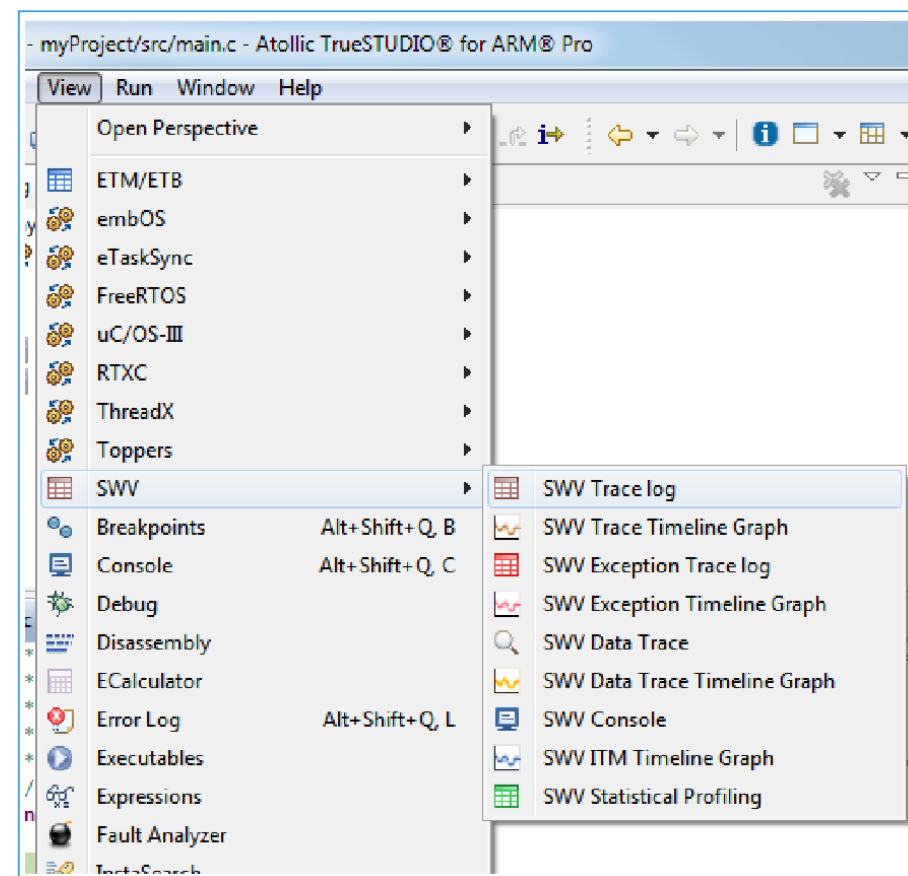 - myProject/src/main.c - Atollic TrueSTUDIO® for ARM® Pro
View Run Window Help
Open Perspective
ETM/ETB
embOS
eTaskSync
FreeRTOS
uC/OS-III
RTXC
ThreadX
Toppers
SWV
Breakpoints Alt+Shift+Q, B
Console Alt+Shift+Q, C
Debug
Disassembly
ECalculator
Error Log Alt+Shift+Q, L
Executables
Expressions
Fault Analyzer
InstaSearch
SWV Trace log
SWV Trace Timeline Graph
SWV Exception Trace log
SWV Exception Timeline Graph
SWV Data Trace
SWV Data Trace Timeline Graph
SWV Console
SWV ITM Timeline Graph
SWV Statistical Profiling